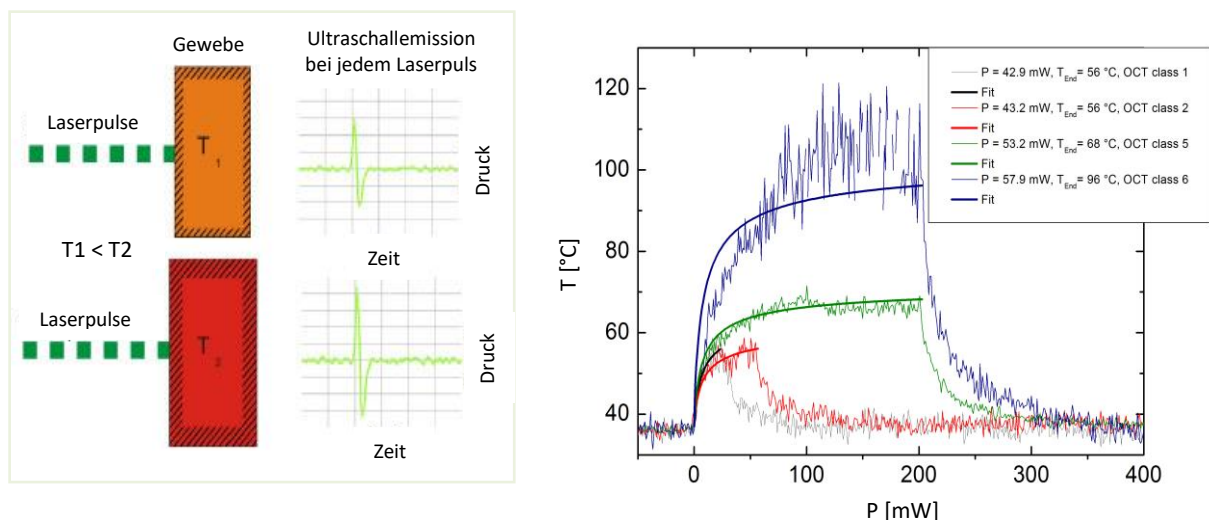 Gewebe
Ultraschallemission
bei jedem Laserpuls
Laserpulse
T 1
Druck
Zeit
T1 < T2
Laserpulse
T 2
Druck
Zeit
T [°C]
120
100
80
60
40
0
100
200
300
400
P [mW]
P = 42.9 mW, TEnd= 56 °C, OCT class 1
Fit
P = 43.2 mW, TEnd= 56 °C, OCT class 2
Fit
P = 53.2 mW, TEnd= 68 °C, OCT class 5
Fit
P = 57.9 mW, TEnd= 96 °C, OCT class 6
Fit